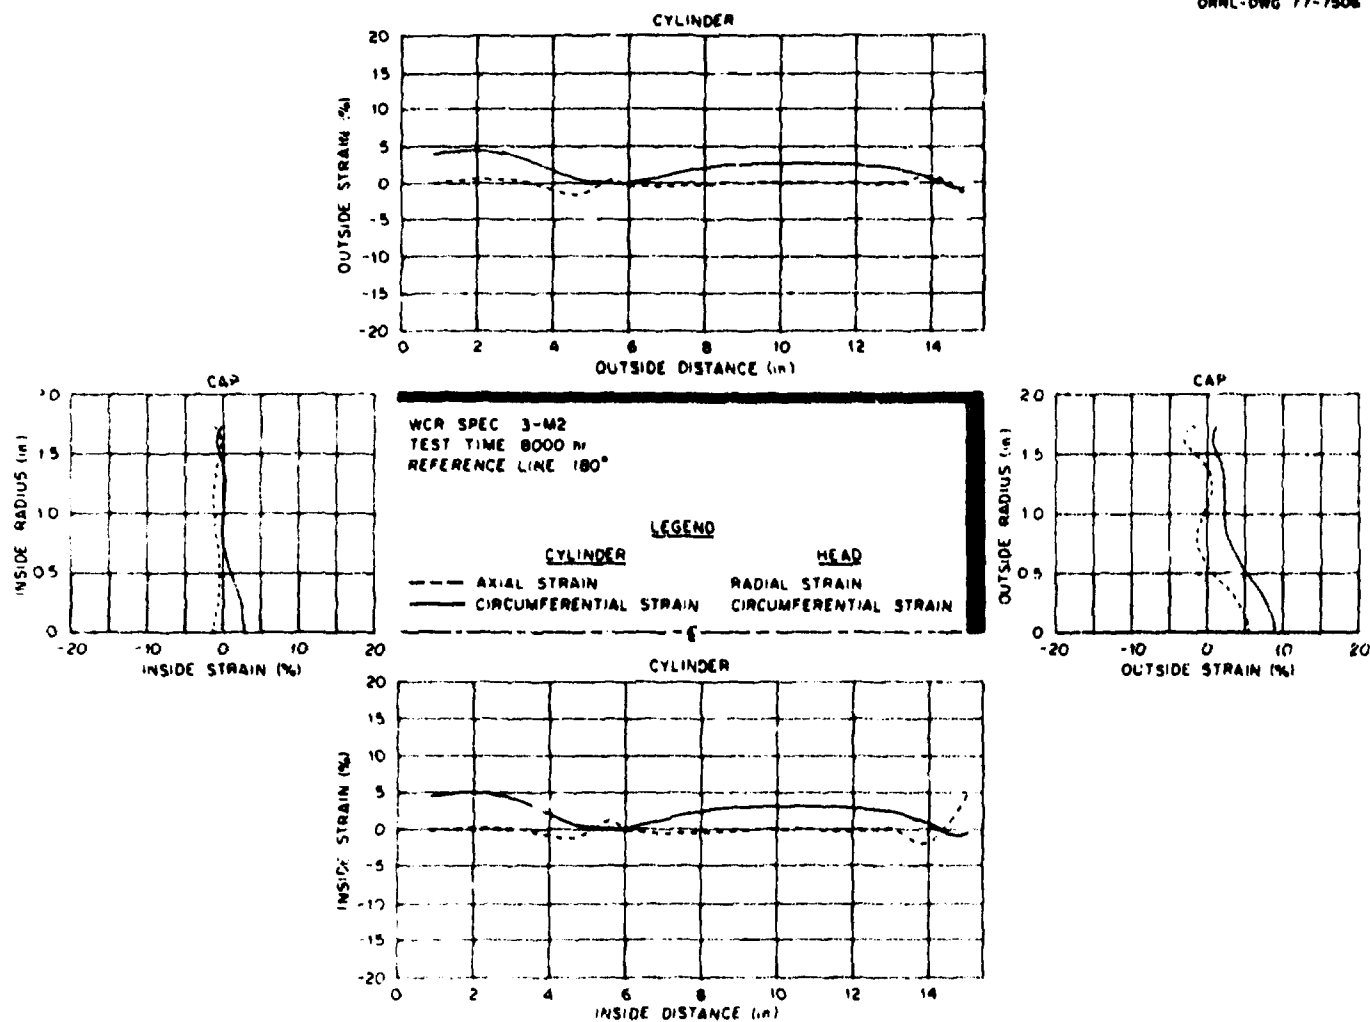 ORNL-DWG 77-7506
CYLINDER
20
15
10
5
0
-5
-10
-15
-20
OUTSIDE STRAIN (%)
0 2 4 6 8 10 12 14
OUTSIDE DISTANCE (in)
CAP
2.0
1.5
1.0
0.5
0
INSIDE RADIUS (in)
-20 -10 0 10 20
INSIDE STRAIN (%)
WCR SPEC 3-M2
TEST TIME 8000 hr
REFERENCE LINE 180°
LEGEND
CYLINDER HEAD
AXIAL STRAIN RADIAL STRAIN
CIRCUMFERENTIAL STRAIN CIRCUMFERENTIAL STRAIN
℄
CAP
2.0
1.5
1.0
0.5
0
OUTSIDE RADIUS (in)
-20 -10 0 10 20
OUTSIDE STRAIN (%)
CYLINDER
20
15
10
5
0
-5
-10
-15
-20
INSIDE STRAIN (%)
0 2 4 6 8 10 12 14
INSIDE DISTANCE (in)